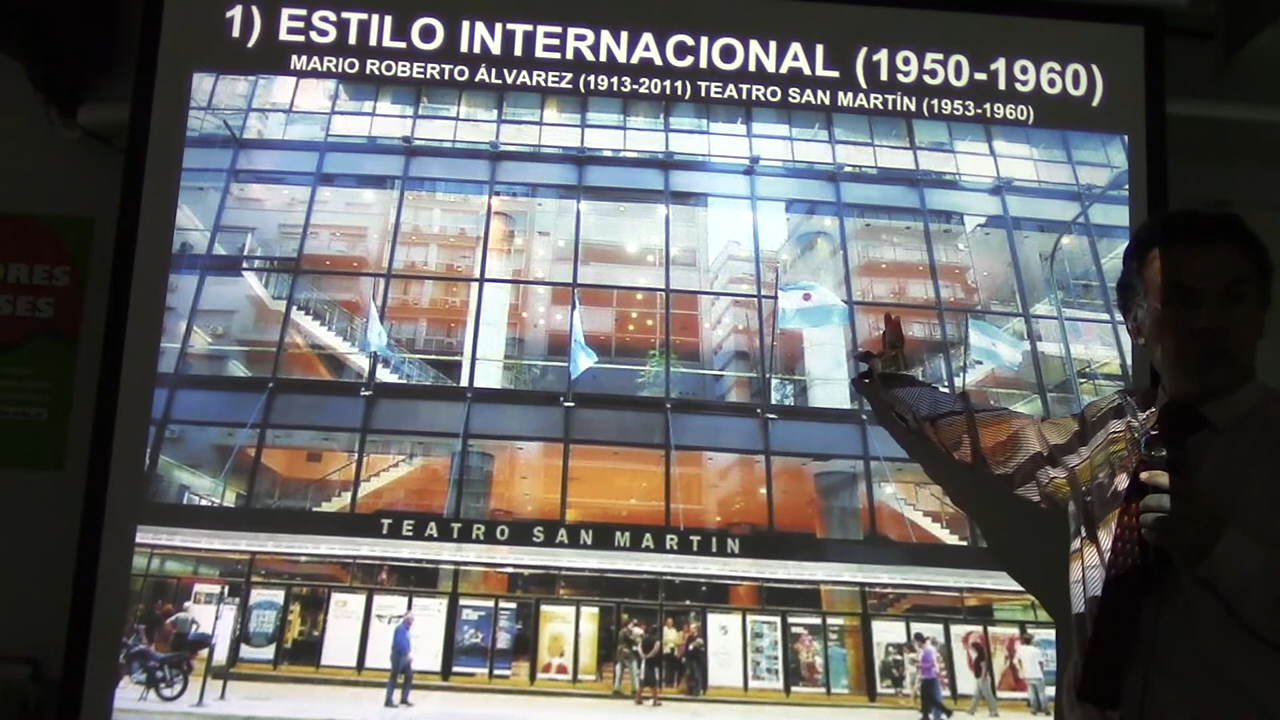 1) ESTILO INTERNACIONAL (1950-1960)
MARIO ROBERTO ÁLVAREZ (1913-2011) TEATRO SAN MARTÍN (1953-1960)
TEATRO SAN MARTIN